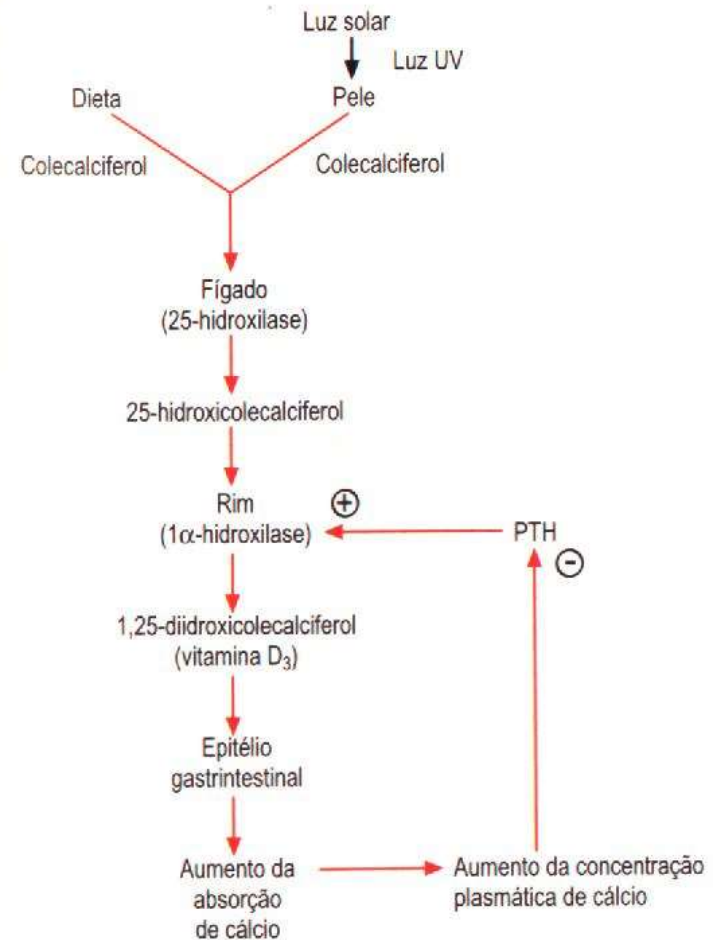 Luz solar
Luz UV
Dieta
Pele
Colecalciferol
Colecalciferol
Fígado
(25-hidroxilase)
25-hidroxicolecalciferol
Rim
(1α-hidroxilase)
+
PTH
-
1,25-diidroxicolecalciferol
(vitamina D₃)
Epitélio
gastrintestinal
Aumento da
absorção
de cálcio
Aumento da concentração
plasmática de cálcio